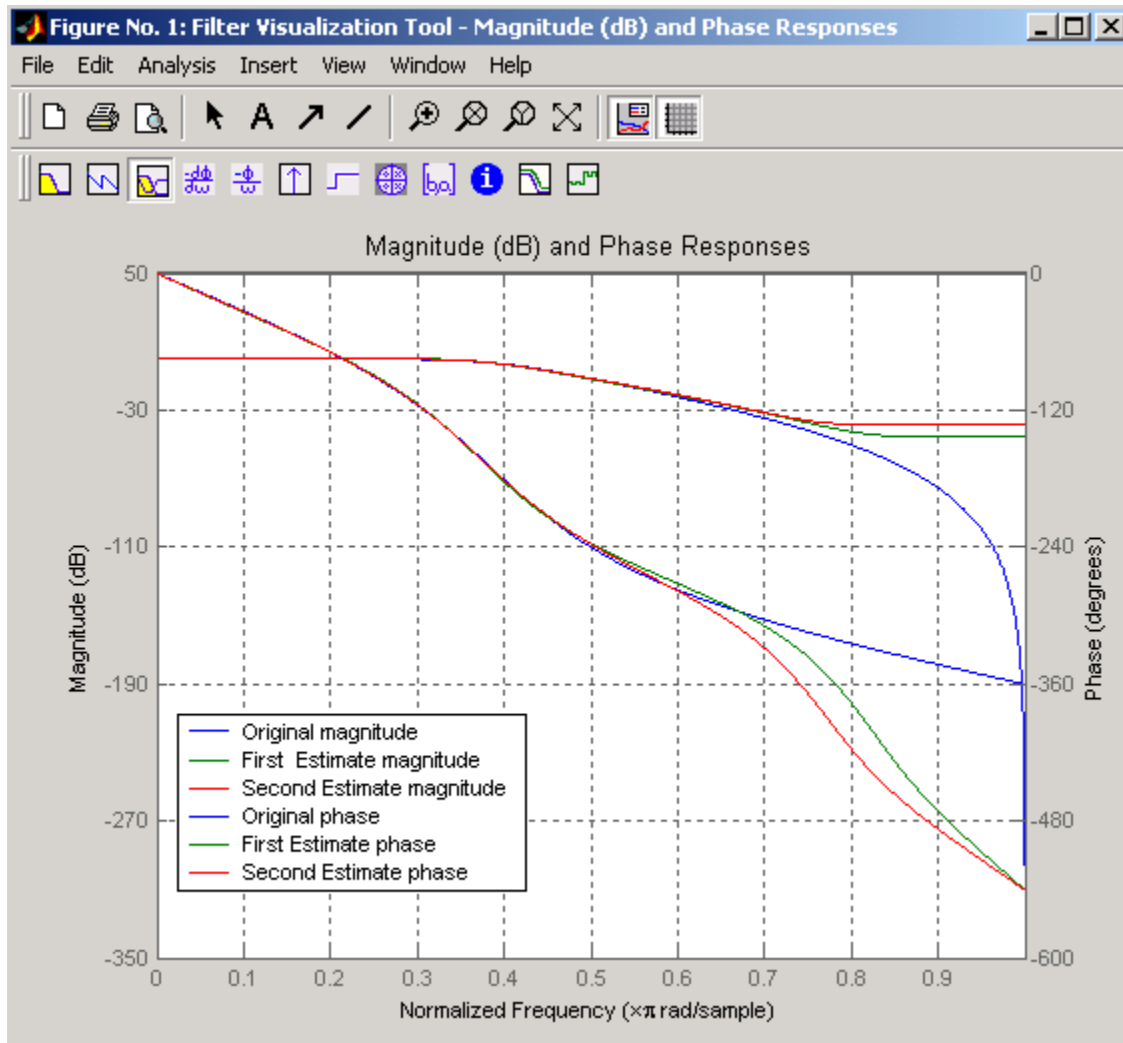 Figure No. 1: Filter Visualization Tool - Magnitude (dB) and Phase Responses
File Edit Analysis Insert View Window Help
A
-dϕ/dω -ϕ/ω [b,a] i
Magnitude (dB) and Phase Responses
50 0
-30 -120
-110 -240
-190 -360
-270 -480
-350 -600
Magnitude (dB)
Phase (degrees)
Original magnitude
First  Estimate magnitude
Second Estimate magnitude
Original phase
First Estimate phase
Second Estimate phase
0 0.1 0.2 0.3 0.4 0.5 0.6 0.7 0.8 0.9
Normalized Frequency (×π rad/sample)